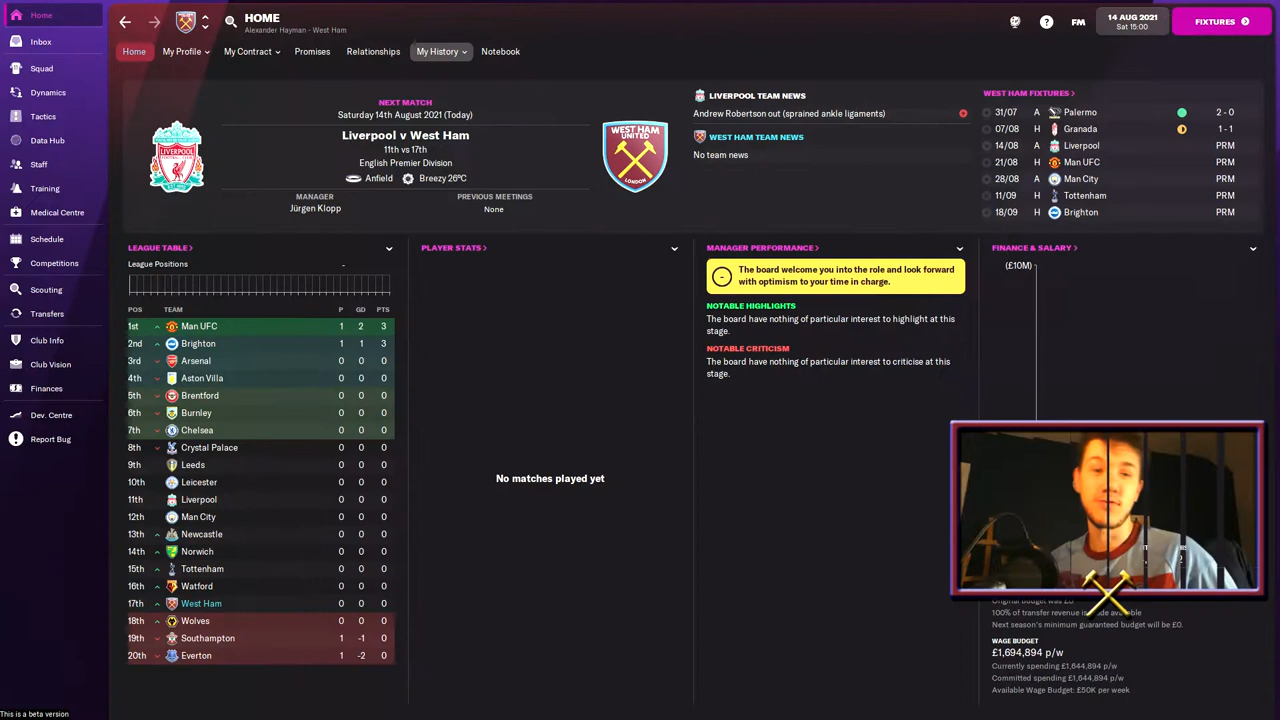 Home
HOME
Alexander Hayman - West Ham
FM
14 AUG 2021
Sat 15:00
FIXTURES
Home
My Profile
My Contract
Promises
Relationships
My History
Notebook
Inbox
Squad
Dynamics
Tactics
Data Hub
Staff
Training
Medical Centre
Schedule
Competitions
Scouting
Transfers
Club Info
Club Vision
Finances
Dev. Centre
Report Bug
NEXT MATCH
Saturday 14th August 2021 (Today)
Liverpool v West Ham
11th vs 17th
English Premier Division
Anfield Breezy 26°C
MANAGER
Jürgen Klopp
PREVIOUS MEETINGS
None
WEST HAM UNITED
LONDON
LIVERPOOL TEAM NEWS
Andrew Robertson out (sprained ankle ligaments)
WEST HAM TEAM NEWS
No team news
WEST HAM FIXTURES >
31/07 A Palermo 2 - 0
07/08 H Granada 1 - 1
14/08 A Liverpool PRM
21/08 H Man UFC PRM
28/08 A Man City PRM
11/09 H Tottenham PRM
18/09 H Brighton PRM
LEAGUE TABLE >
League Positions -
POS TEAM P GD PTS
1st Man UFC 1 2 3
2nd Brighton 1 1 3
3rd Arsenal 0 0 0
4th Aston Villa 0 0 0
5th Brentford 0 0 0
6th Burnley 0 0 0
7th Chelsea 0 0 0
8th Crystal Palace 0 0 0
9th Leeds 0 0 0
10th Leicester 0 0 0
11th Liverpool 0 0 0
12th Man City 0 0 0
13th Newcastle 0 0 0
14th Norwich 0 0 0
15th Tottenham 0 0 0
16th Watford 0 0 0
17th West Ham 0 0 0
18th Wolves 0 0 0
19th Southampton 1 -1 0
20th Everton 1 -2 0
PLAYER STATS >
No matches played yet
MANAGER PERFORMANCE >
The board welcome you into the role and look forward
with optimism to your time in charge.
NOTABLE HIGHLIGHTS
The board have nothing of particular interest to highlight at this
stage.
NOTABLE CRITICISM
The board have nothing of particular interest to criticise at this
stage.
FINANCE & SALARY >
(£10M)
Original budget was £0
100% of transfer revenue is made available
Next season's minimum guaranteed budget will be £0.
WAGE BUDGET
£1,694,894 p/w
Currently spending £1,644,894 p/w
Committed spending £1,644,894 p/w
Available Wage Budget: £50K per week
This is a beta version